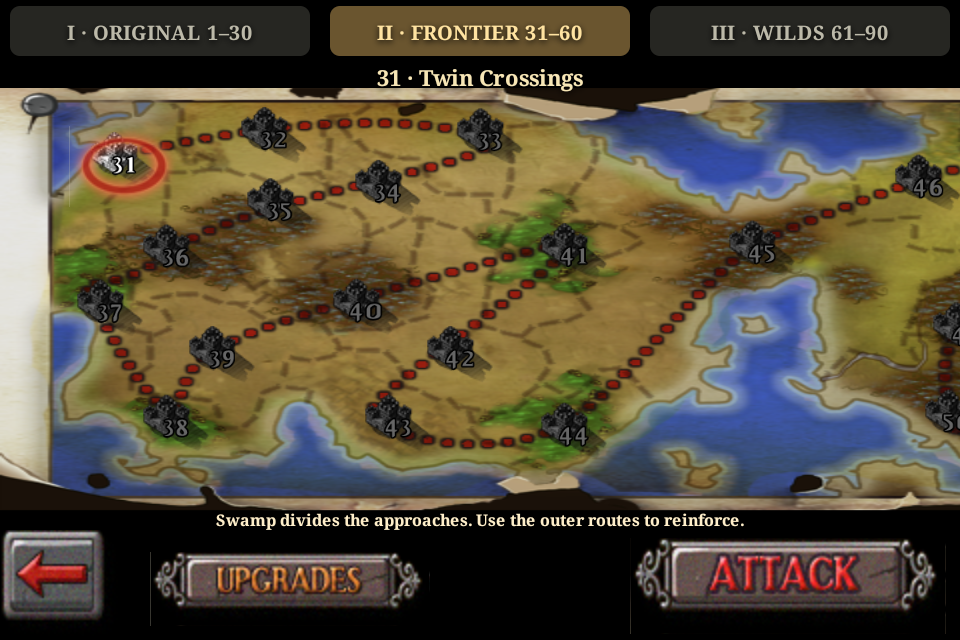 I · ORIGINAL 1–30
II · FRONTIER 31–60
III · WILDS 61–90
31 · Twin Crossings
31
32
33
34
35
36
37
38
39
40
41
42
43
44
45
46
Swamp divides the approaches. Use the outer routes to reinforce.
UPGRADES
ATTACK